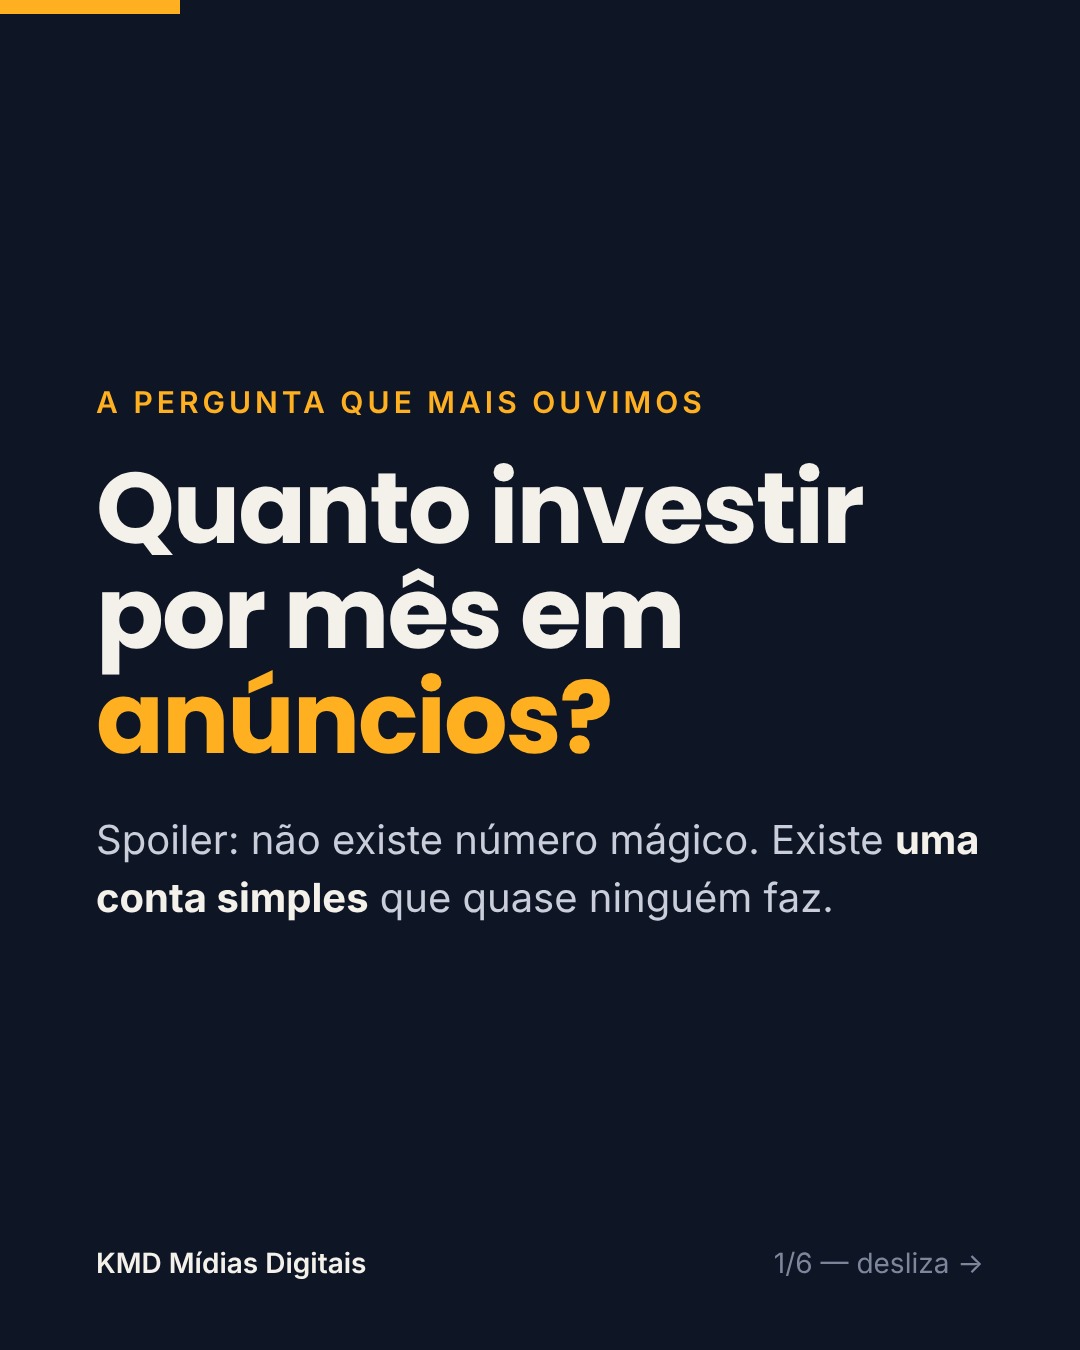 A PERGUNTA QUE MAIS OUVIMOS
Quanto investir
por mês em
anúncios?
Spoiler: não existe número mágico. Existe uma
conta simples que quase ninguém faz.
KMD Mídias Digitais
1/6 — desliza →